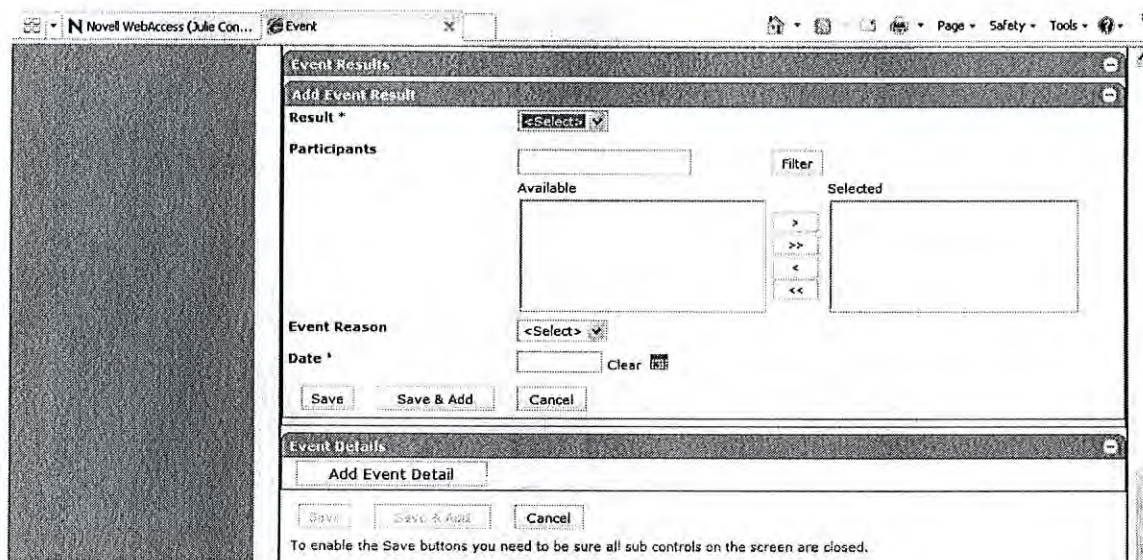 N Novell WebAccess (Julie Con... Event Page Safety Tools
Event Results
Add Event Result
Result * <Select>
Participants Filter
Available Selected
>
>>
<
<<
Event Reason <Select>
Date * Clear
Save Save & Add Cancel
Event Details
Add Event Detail
Save Save & Add Cancel
To enable the Save buttons you need to be sure all sub controls on the screen are closed.